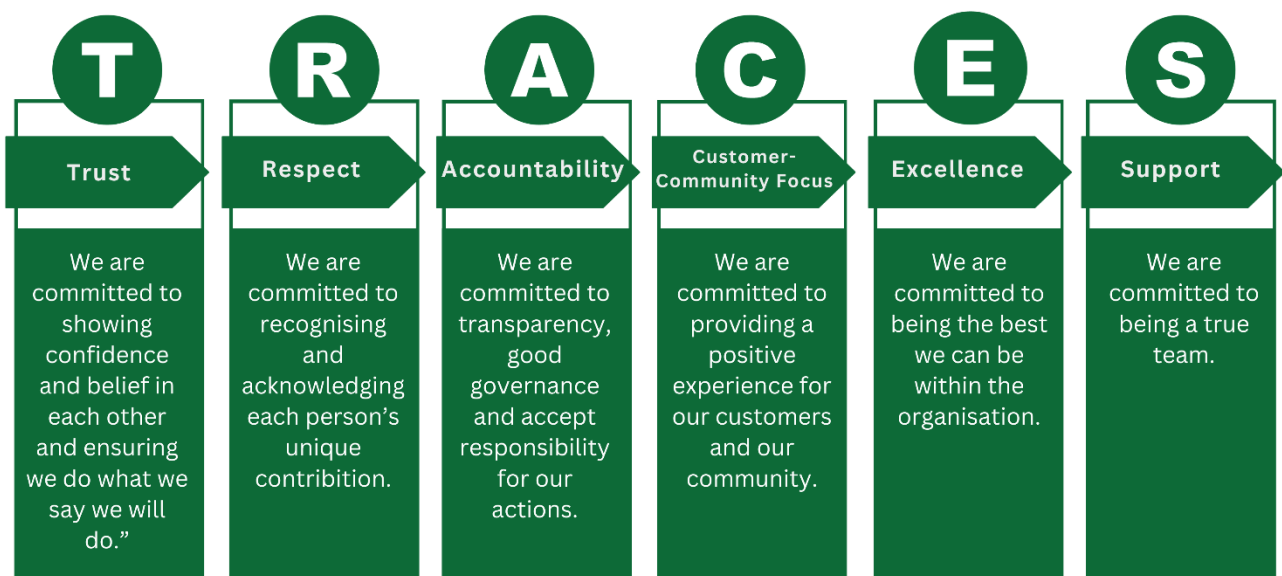 T
Trust
We are
committed to
showing
confidence
and belief in
each other
and ensuring
we do what we
say we will
do.”
R
Respect
We are
committed to
recognising
and
acknowledging
each person’s
unique
contribition.
A
Accountability
We are
committed to
transparency,
good
governance
and accept
responsibility
for our
actions.
C
Customer-
Community Focus
We are
committed to
providing a
positive
experience for
our customers
and our
community.
E
Excellence
We are
committed to
being the best
we can be
within the
organisation.
S
Support
We are
committed to
being a true
team.